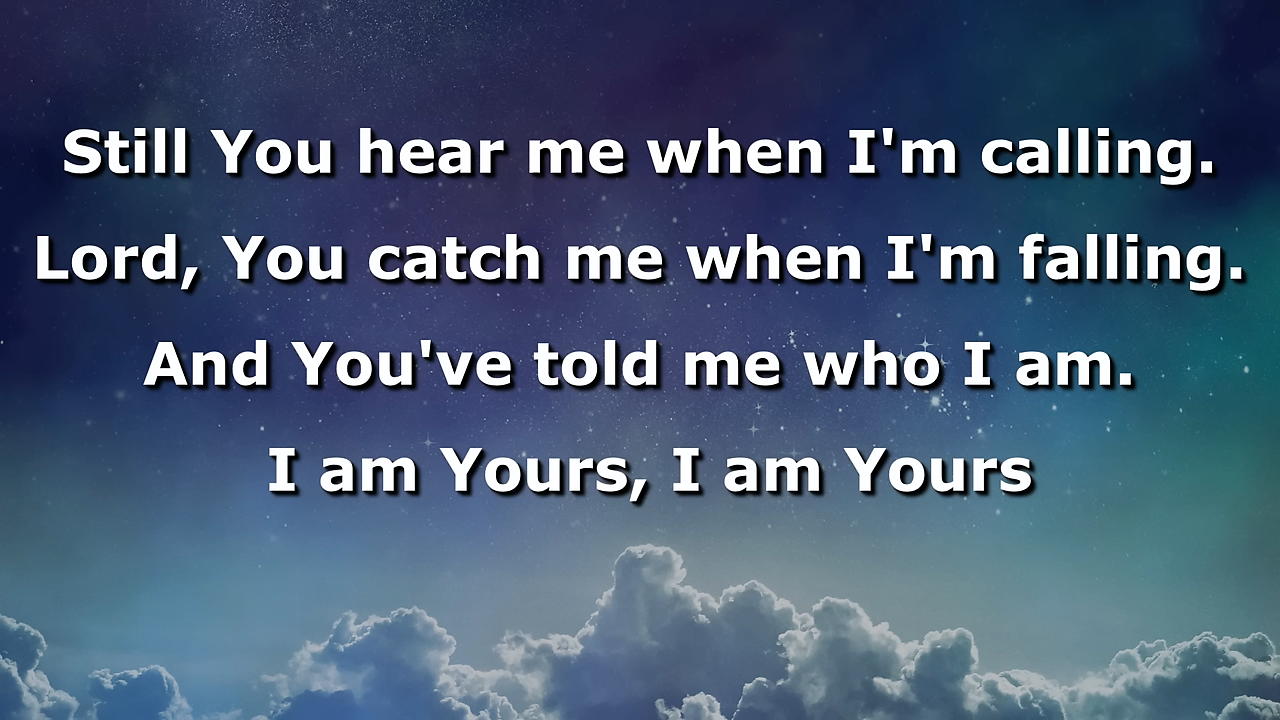 Still You hear me when I'm calling.
Lord, You catch me when I'm falling.
And You've told me who I am.
I am Yours, I am Yours